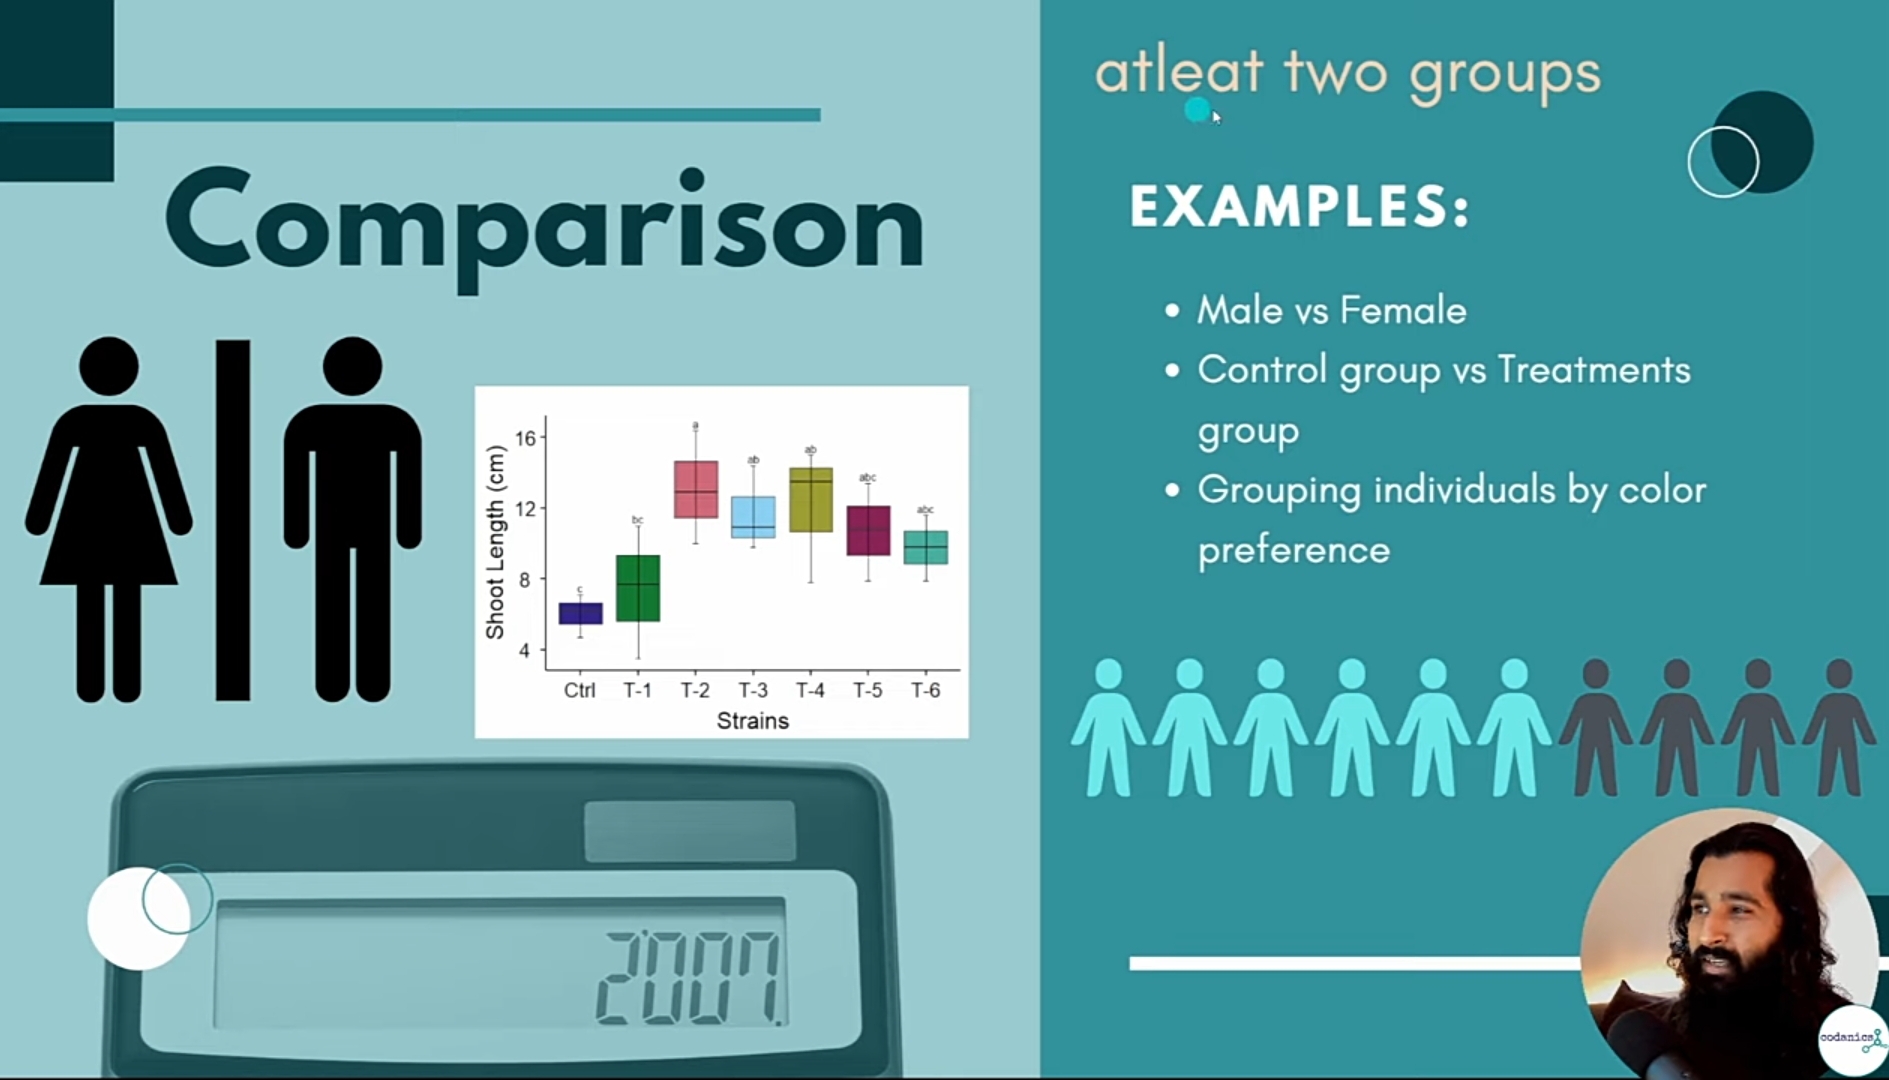 atleat two groups
Comparison
EXAMPLES:
Male vs Female
Control group vs Treatments
group
Grouping individuals by color
preference
Shoot Length (cm)
16
12
8
4
c
bc
a
ab
ab
abc
abc
Ctrl T-1 T-2 T-3 T-4 T-5 T-6
Strains
2007.
codanics